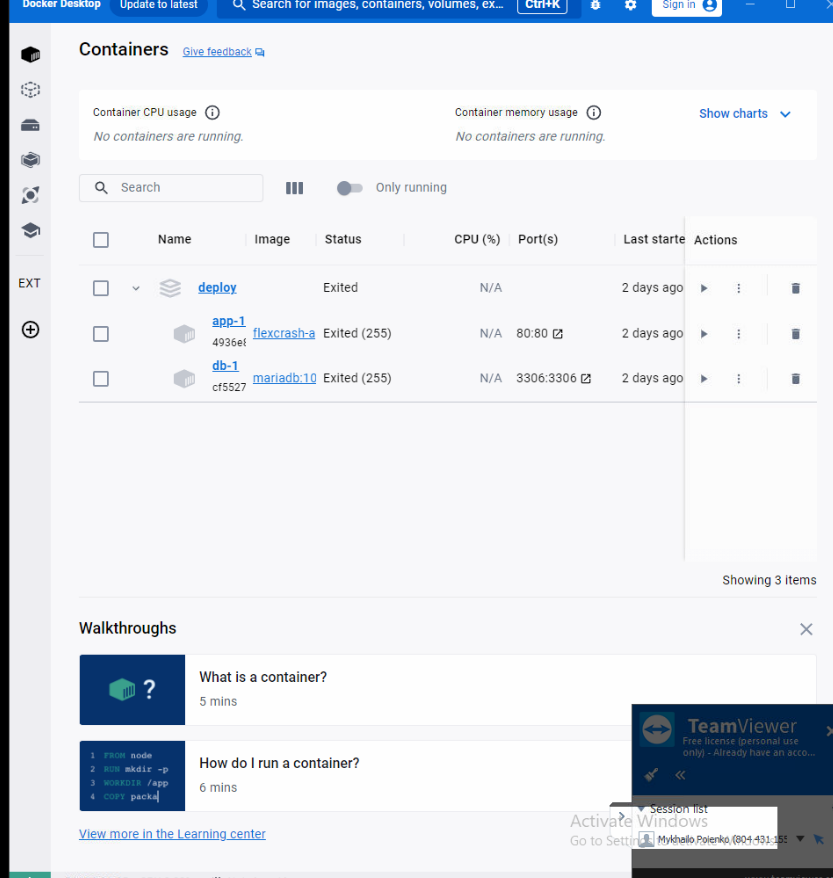 Docker Desktop Update to latest Search for images, containers, volumes, ex... Ctrl+K Sign in
Containers Give feedback
Container CPU usage Container memory usage Show charts
No containers are running. No containers are running.
Search Only running
Name Image Status CPU (%) Port(s) Last starte Actions
EXT
deploy Exited N/A 2 days ago
app-1
flexcrash-a Exited (255) N/A 80:80 2 days ago
4936e8
db-1
mariadb:10 Exited (255) N/A 3306:3306 2 days ago
cf5527
Showing 3 items
Walkthroughs
What is a container?
5 mins
?
1 FROM node
2 RUN mkdir -p
3 WORKDIR /app
4 COPY packa
How do I run a container?
6 mins
View more in the Learning center
TeamViewer
Free license (personal use
only) - Already have an acco...
Session list
Activate Windows
Go to Settings to activate Windows.
Mykhailo Poienko (804 431 15